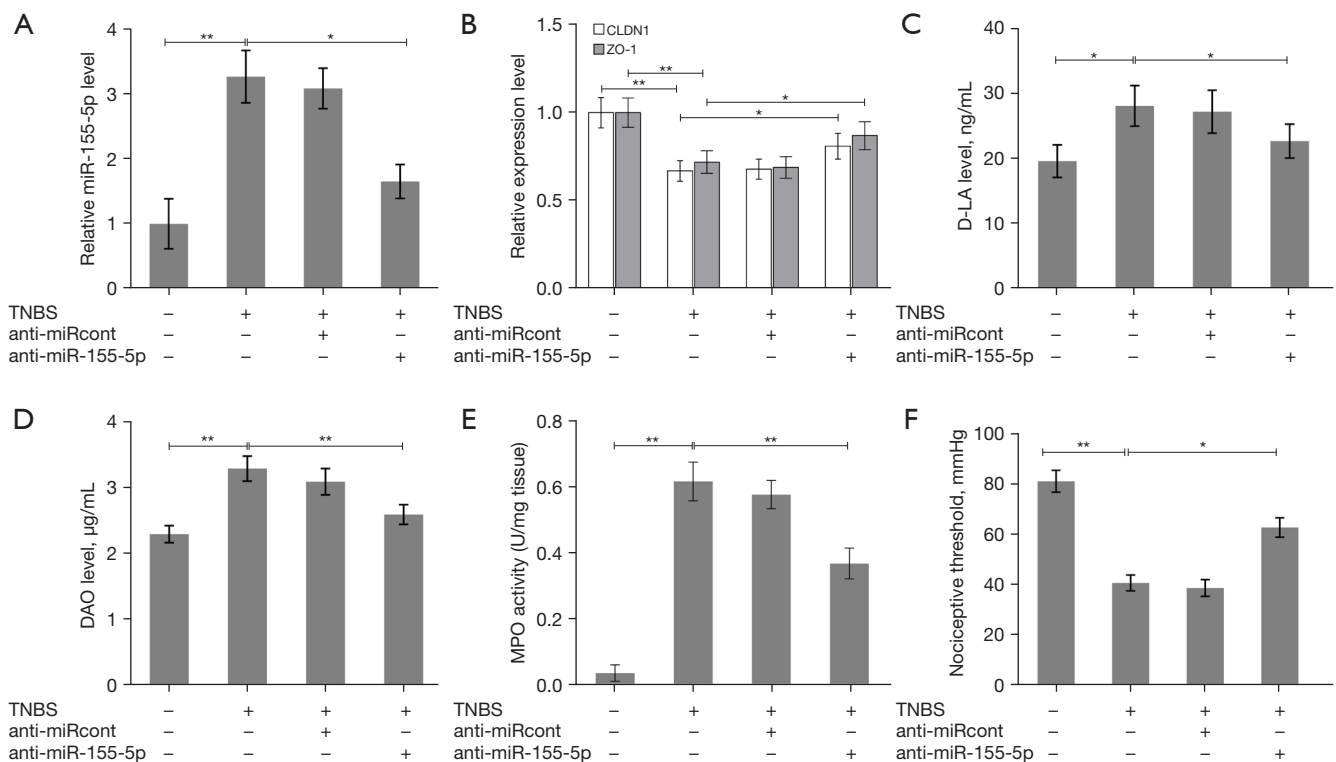 A
Relative miR-155-5p level
4
3
2
1
0
** *
TNBS – + + +
anti-miRcont – – + –
anti-miR-155-5p – – – +
B
Relative expression level
1.5
1.0
0.5
0.0
CLDN1
ZO-1
**
**
*
*
TNBS – + + +
anti-miRcont – – + –
anti-miR-155-5p – – – +
C
D-LA level, ng/mL
40
30
20
10
0
* *
TNBS – + + +
anti-miRcont – – + –
anti-miR-155-5p – – – +
D
DAO level, μg/mL
4
3
2
1
0
** **
TNBS – + + +
anti-miRcont – – + –
anti-miR-155-5p – – – +
E
MPO activity (U/mg tissue)
0.8
0.6
0.4
0.2
0.0
** **
TNBS – + + +
anti-miRcont – – + –
anti-miR-155-5p – – – +
F
Nociceptive threshold, mmHg
100
80
60
40
20
0
** *
TNBS – + + +
anti-miRcont – – + –
anti-miR-155-5p – – – +